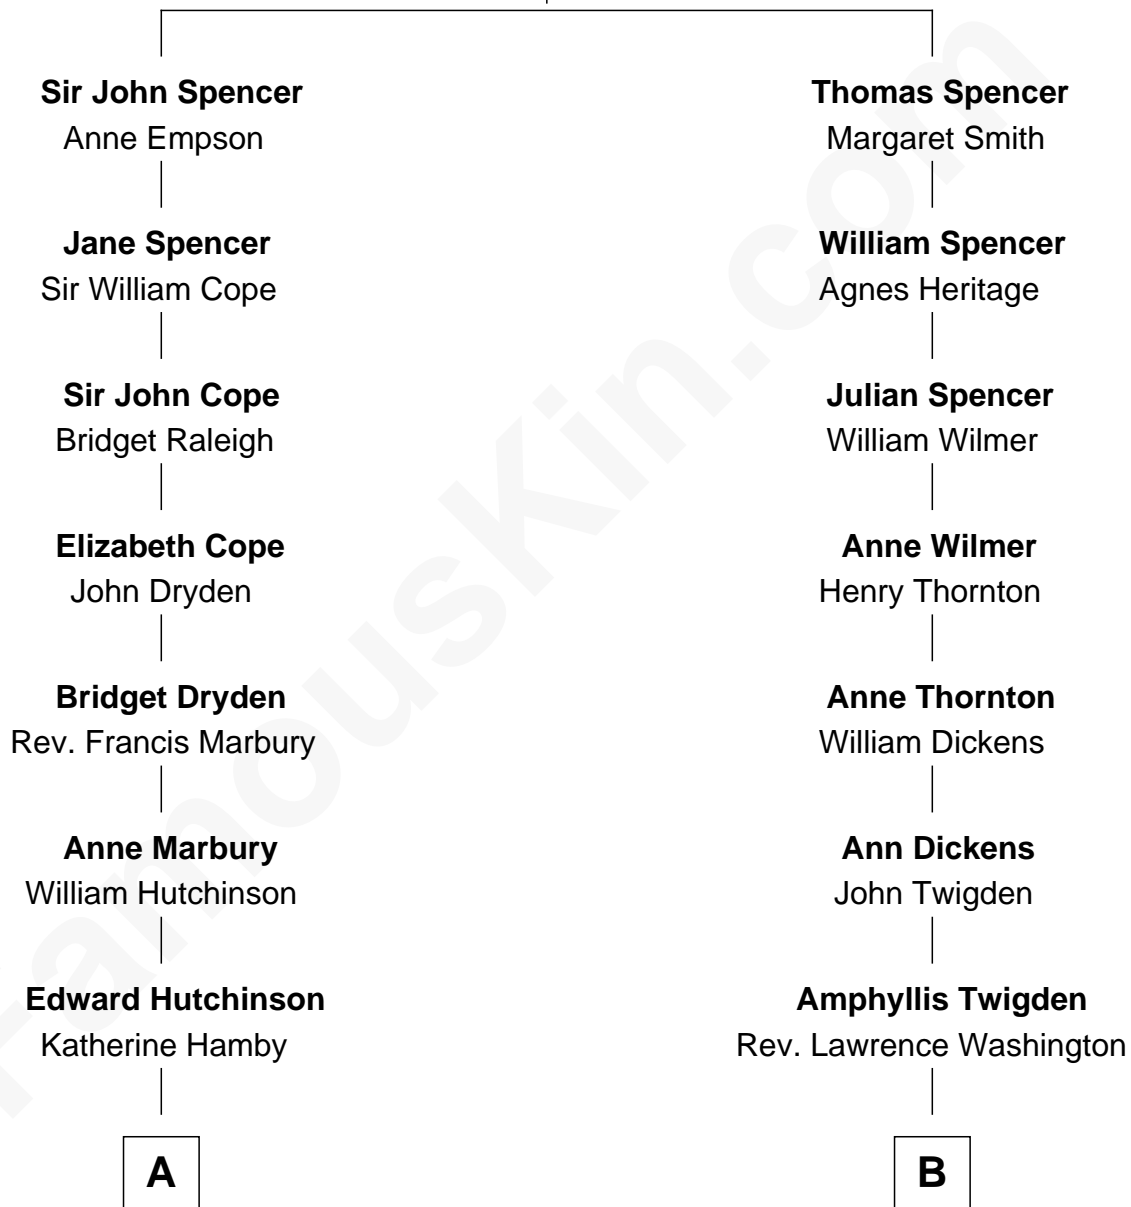 Sir John Spencer
Anne Empson
Thomas Spencer
Margaret Smith
Jane Spencer
Sir William Cope
William Spencer
Agnes Heritage
Sir John Cope
Bridget Raleigh
Julian Spencer
William Wilmer
Elizabeth Cope
John Dryden
Anne Wilmer
Henry Thornton
Bridget Dryden
Rev. Francis Marbury
Anne Thornton
William Dickens
Anne Marbury
William Hutchinson
Ann Dickens
John Twigden
Edward Hutchinson
Katherine Hamby
Amphyllis Twigden
Rev. Lawrence Washington
A
B
FamousKin.com